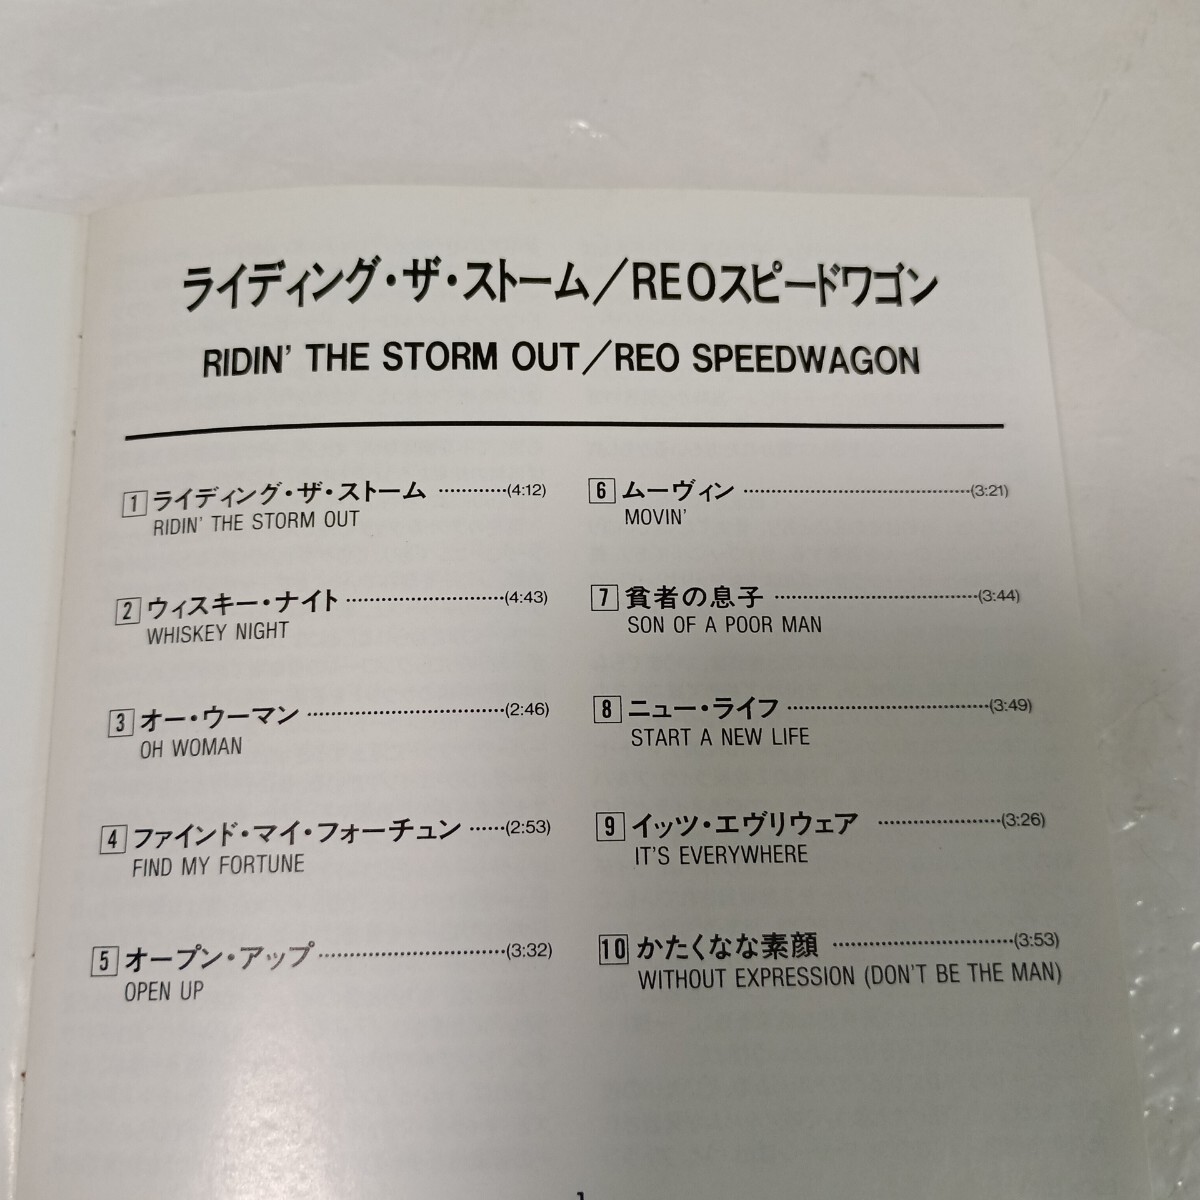 ライディング・ザ・ストーム／REOスピードワゴン
RIDIN' THE STORM OUT／REO SPEEDWAGON
1 ライディング・ザ・ストーム …………(4:12)
RIDIN' THE STORM OUT
2 ウィスキー・ナイト ……………………(4:43)
WHISKEY NIGHT
3 オー・ウーマン ……………………(2:46)
OH WOMAN
4 ファインド・マイ・フォーチュン ……(2:53)
FIND MY FORTUNE
5 オープン・アップ ……………………(3:32)
OPEN UP
6 ムーヴィン ……………………………(3:21)
MOVIN'
7 貧者の息子 ……………………………(3:44)
SON OF A POOR MAN
8 ニュー・ライフ ……………………(3:49)
START A NEW LIFE
9 イッツ・エヴリウェア ………………(3:26)
IT'S EVERYWHERE
10 かたくなな素顔 ……………………(3:53)
WITHOUT EXPRESSION (DON'T BE THE MAN)